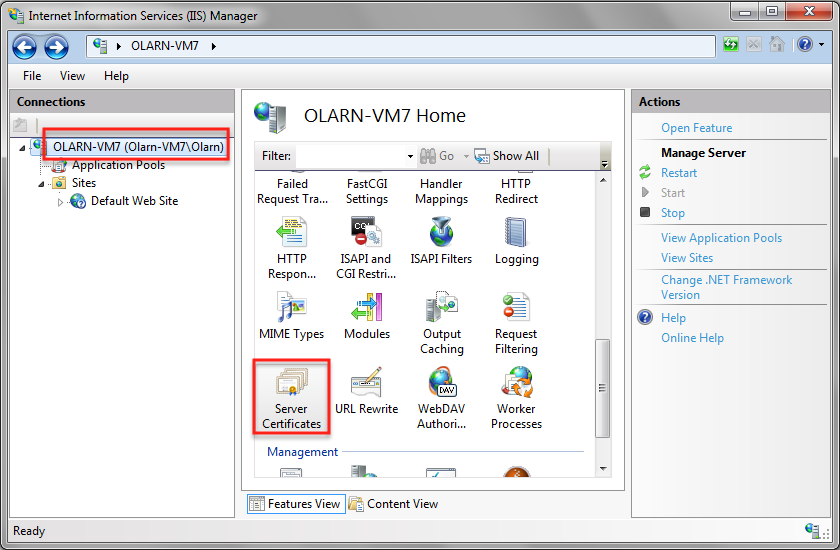 Internet Information Services (IIS) Manager
OLARN-VM7
File View Help
Connections
OLARN-VM7 (Olarn-VM7\Olarn)
Application Pools
Sites
Default Web Site
OLARN-VM7 Home
Filter: Go Show All
Failed
Request Tra...
FastCGI
Settings
Handler
Mappings
HTTP
Redirect
HTTP
Respon...
CGI
ISAPI and
CGI Restri...
ISAPI Filters
Logging
MIME Types
Modules
Output
Caching
Request
Filtering
Server
Certificates
URL Rewrite
DAV
WebDAV
Authori...
Worker
Processes
Management
Features View
Content View
Actions
Open Feature
Manage Server
Restart
Start
Stop
View Application Pools
View Sites
Change .NET Framework
Version
Help
Online Help
Ready